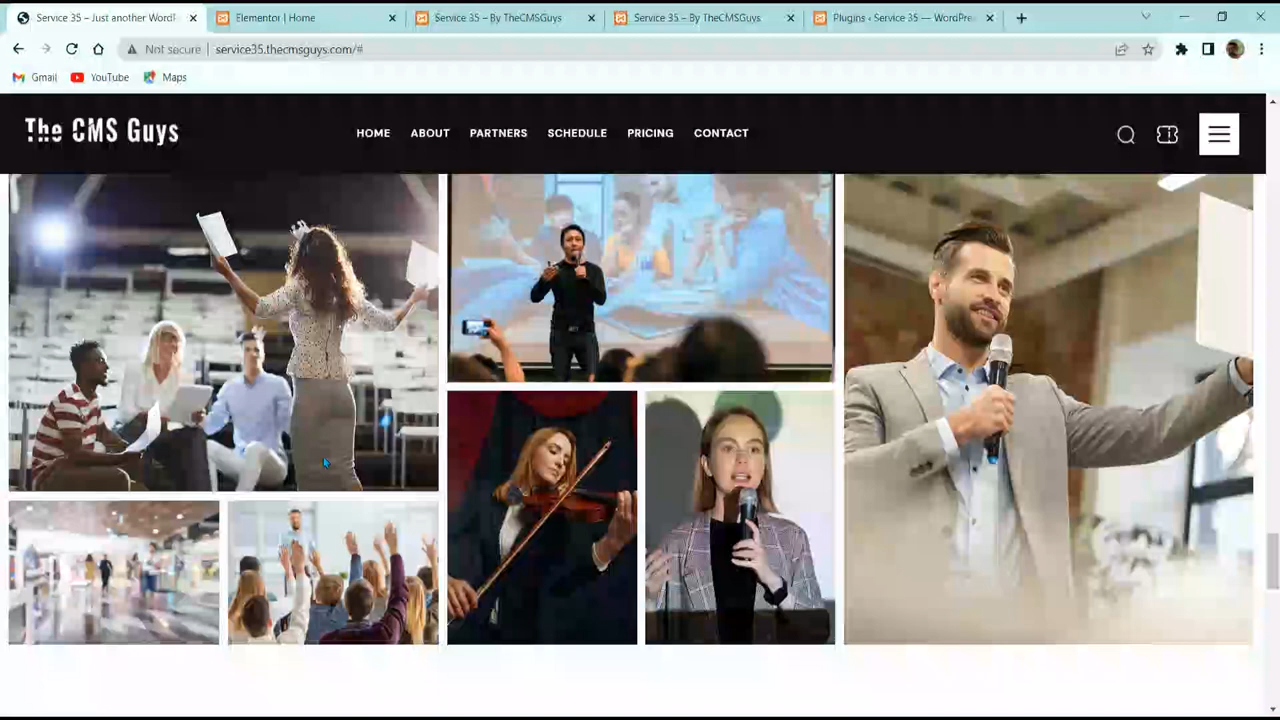 Service 35 – Just another WordP
Elementor | Home
Service 35 – By TheCMSGuys
Service 35 – By TheCMSGuys
Plugins ‹ Service 35 — WordPre
Not secure
service35.thecmsguys.com/#
Gmail
YouTube
Maps
The CMS Guys
HOME
ABOUT
PARTNERS
SCHEDULE
PRICING
CONTACT